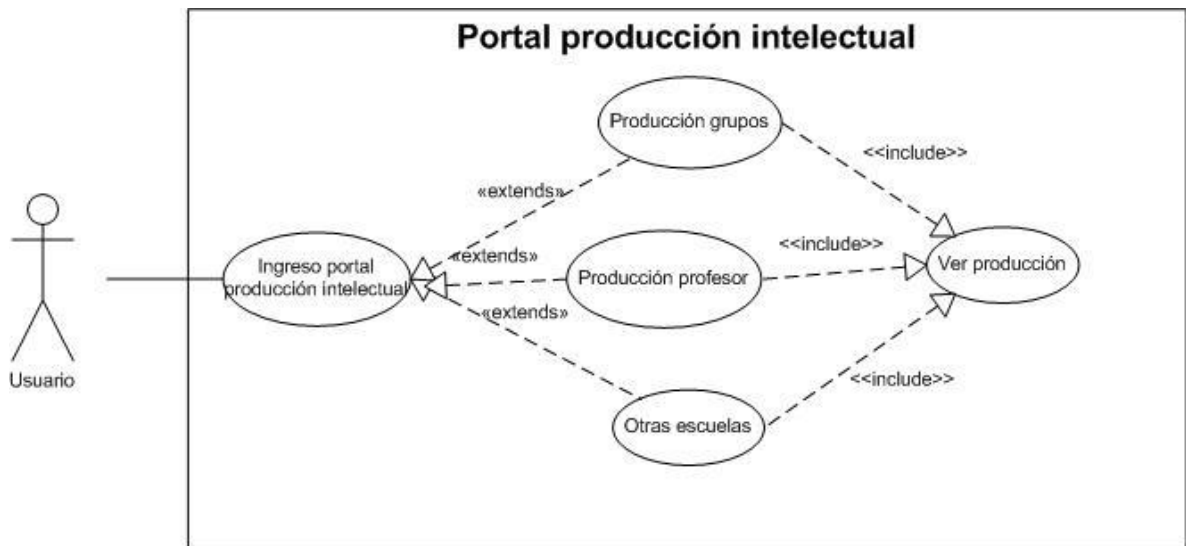 Portal producción intelectual
Producción grupos
<<include>>
«extends»
Ingreso portal
producción intelectual
«extends»
Producción profesor
<<include>>
Ver producción
«extends»
Usuario
<<include>>
Otras escuelas